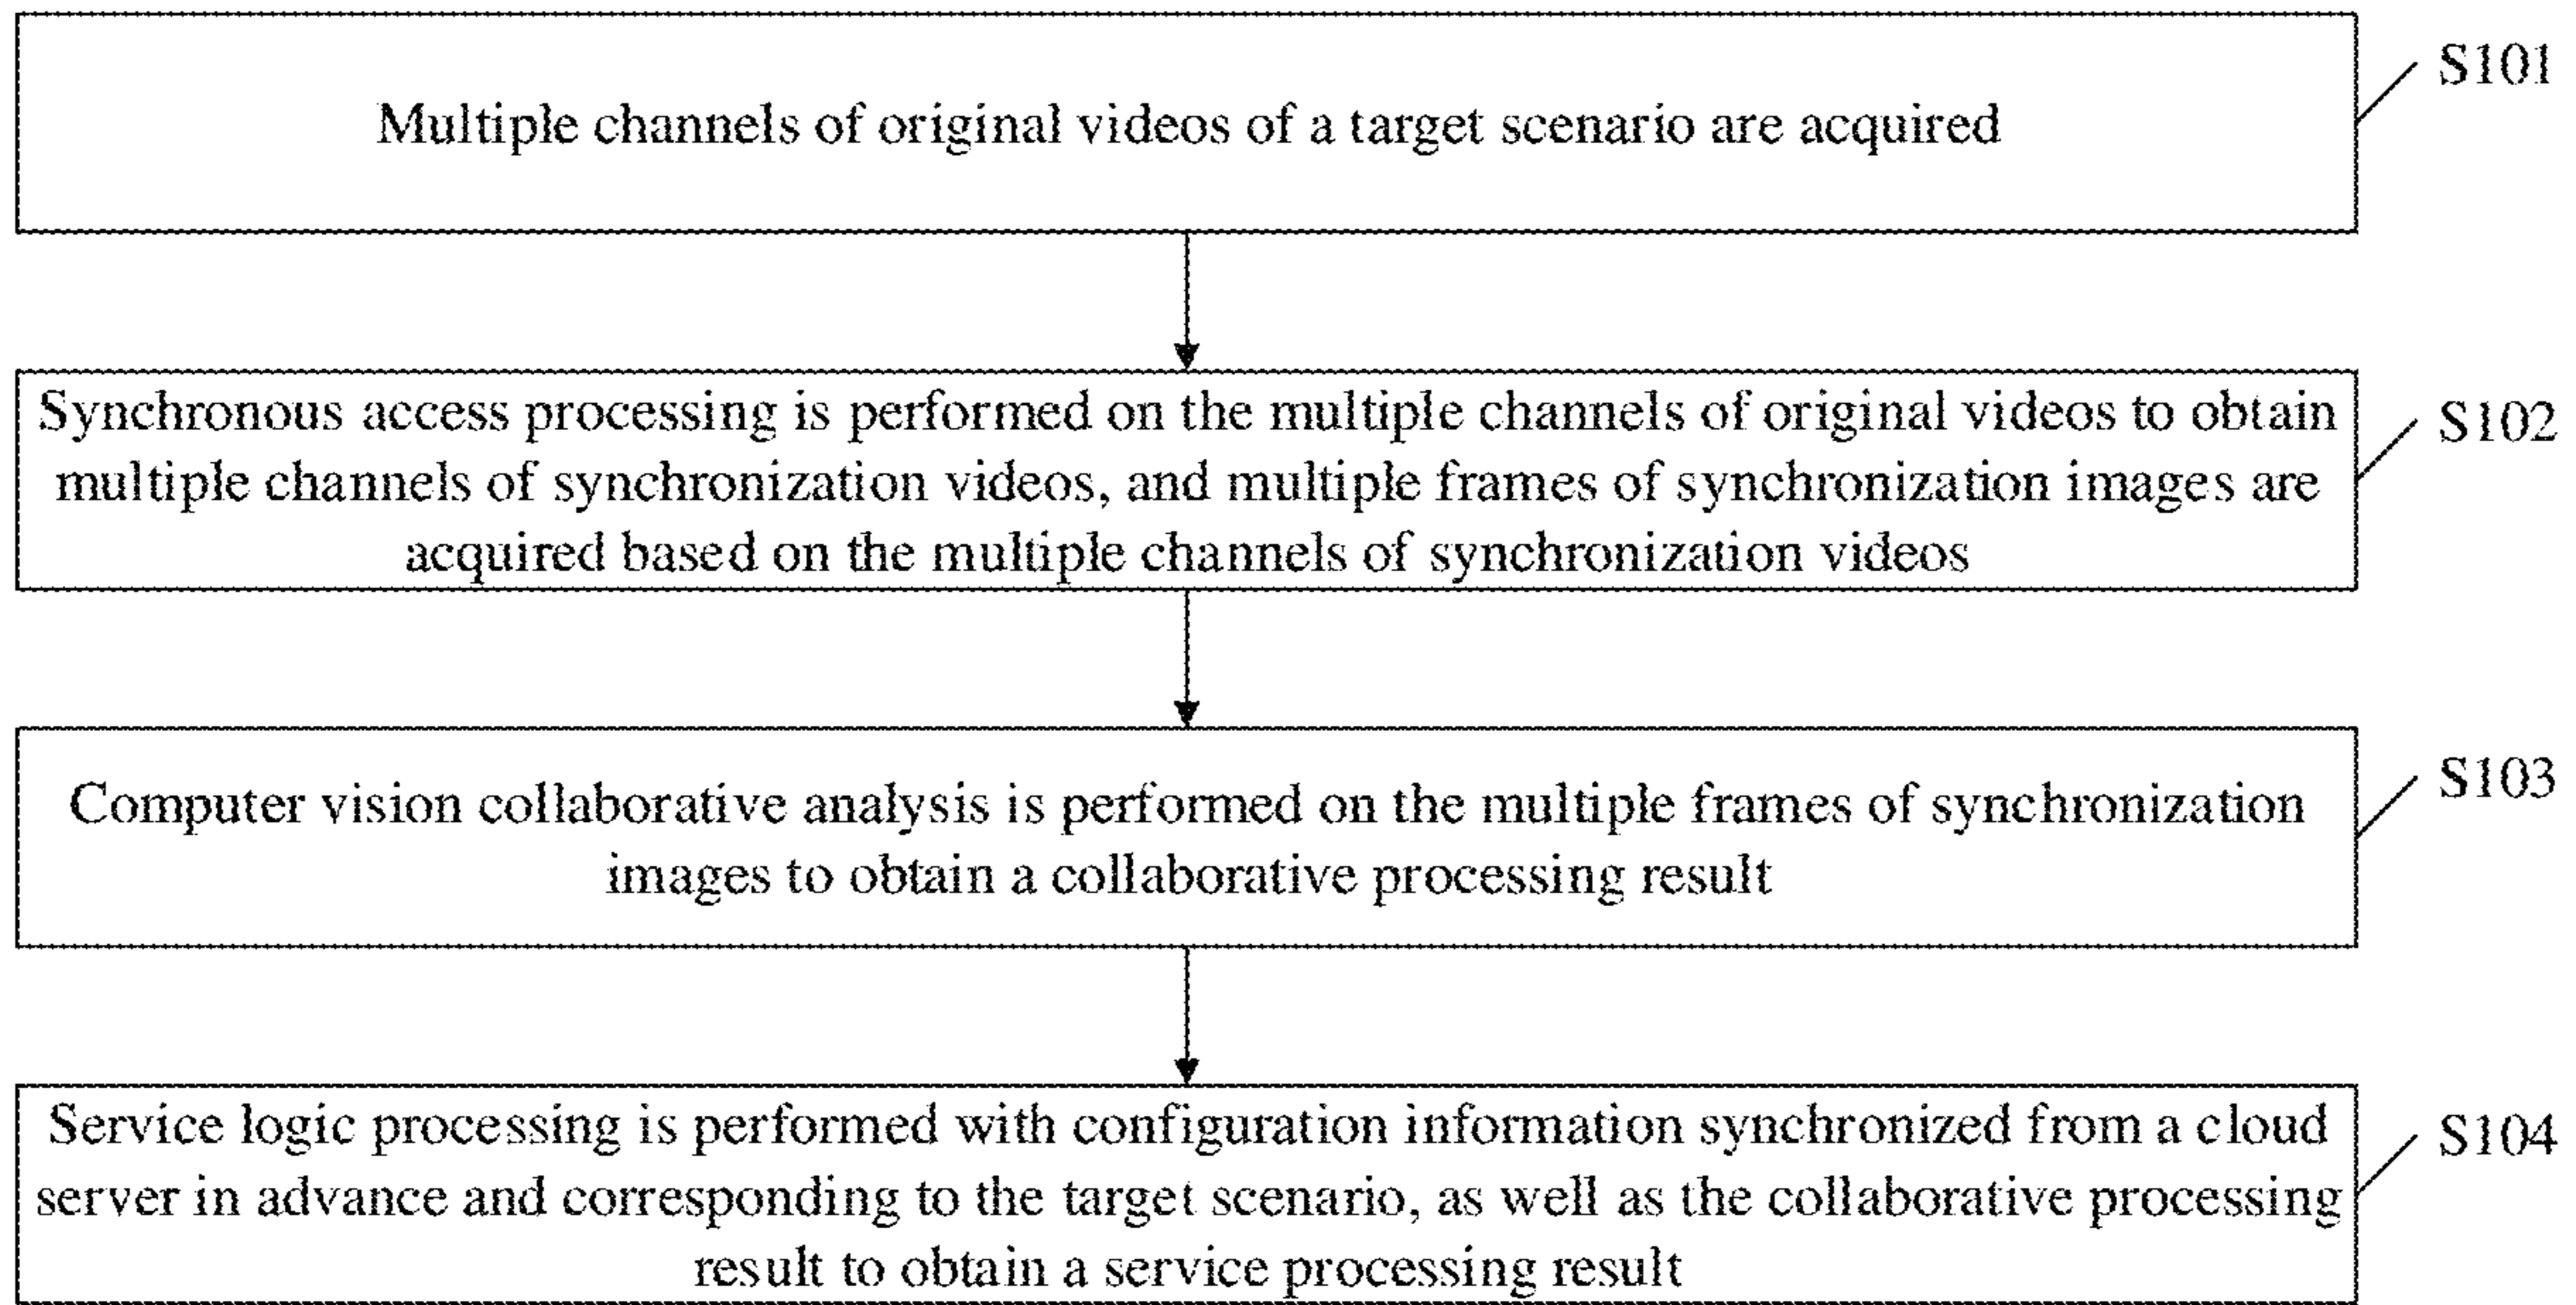 Multiple channels of original videos of a target scenario are acquired
S101
Synchronous access processing is performed on the multiple channels of original videos to obtain
multiple channels of synchronization videos, and multiple frames of synchronization images are
acquired based on the multiple channels of synchronization videos
S102
Computer vision collaborative analysis is performed on the multiple frames of synchronization
images to obtain a collaborative processing result
S103
Service logic processing is performed with configuration information synchronized from a cloud
server in advance and corresponding to the target scenario, as well as the collaborative processing
result to obtain a service processing result
S104